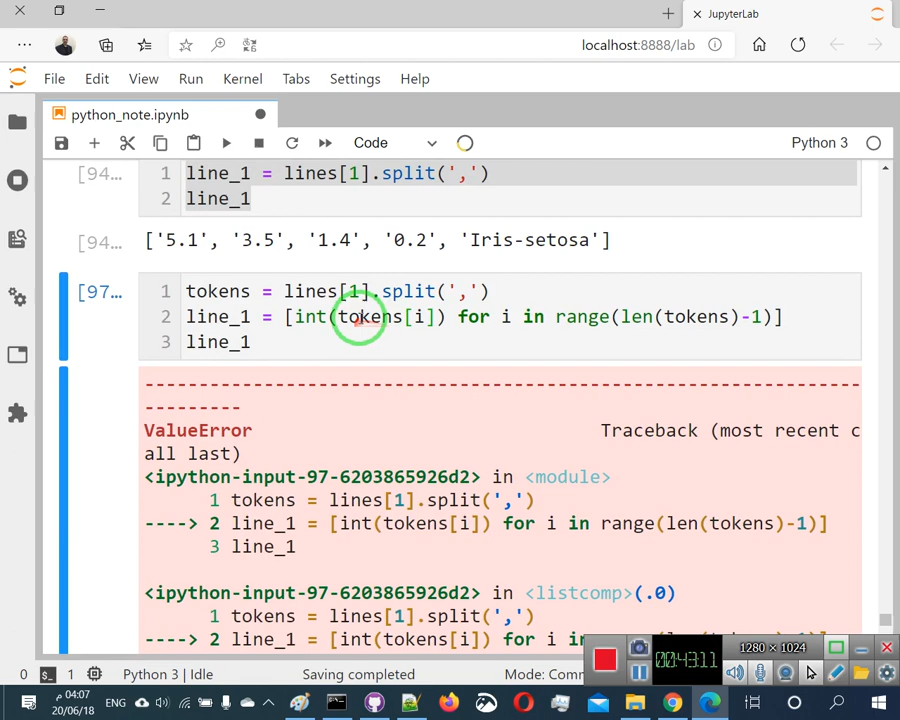 JupyterLab
localhost:8888/lab
File Edit View Run Kernel Tabs Settings Help
python_note.ipynb
Code Python 3
[94... 1 line_1 = lines[1].split(',')
2 line_1
[94... ['5.1', '3.5', '1.4', '0.2', 'Iris-setosa']
[97... 1 tokens = lines[1].split(',')
2 line_1 = [int(tokens[i]) for i in range(len(tokens)-1)]
3 line_1
---------------------------------------------------------------------------
ValueError Traceback (most recent c
all last)
<ipython-input-97-6203865926d2> in <module>
1 tokens = lines[1].split(',')
----> 2 line_1 = [int(tokens[i]) for i in range(len(tokens)-1)]
3 line_1
<ipython-input-97-6203865926d2> in <listcomp>(.0)
1 tokens = lines[1].split(',')
----> 2 line_1 = [int(tokens[i]) for i in
1280 × 1024
00:43:11
0 1 Python 3 | Idle Saving completed Mode: Comm
04:07 م
ENG
20/06/18